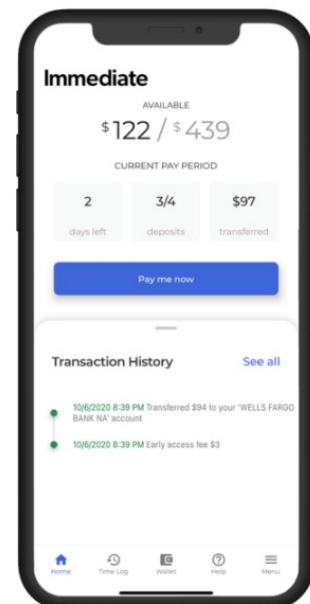 Immediate
AVAILABLE
$122 / $439
CURRENT PAY PERIOD
2 3/4 $97
days left deposits transferred
Pay me now
Transaction History See all
10/6/2020 8:39 PM Transferred $94 to your 'WELLS FARGO
BANK NA' account
10/6/2020 8:39 PM Early access fee $3
Home Time Log Wallet Help Menu